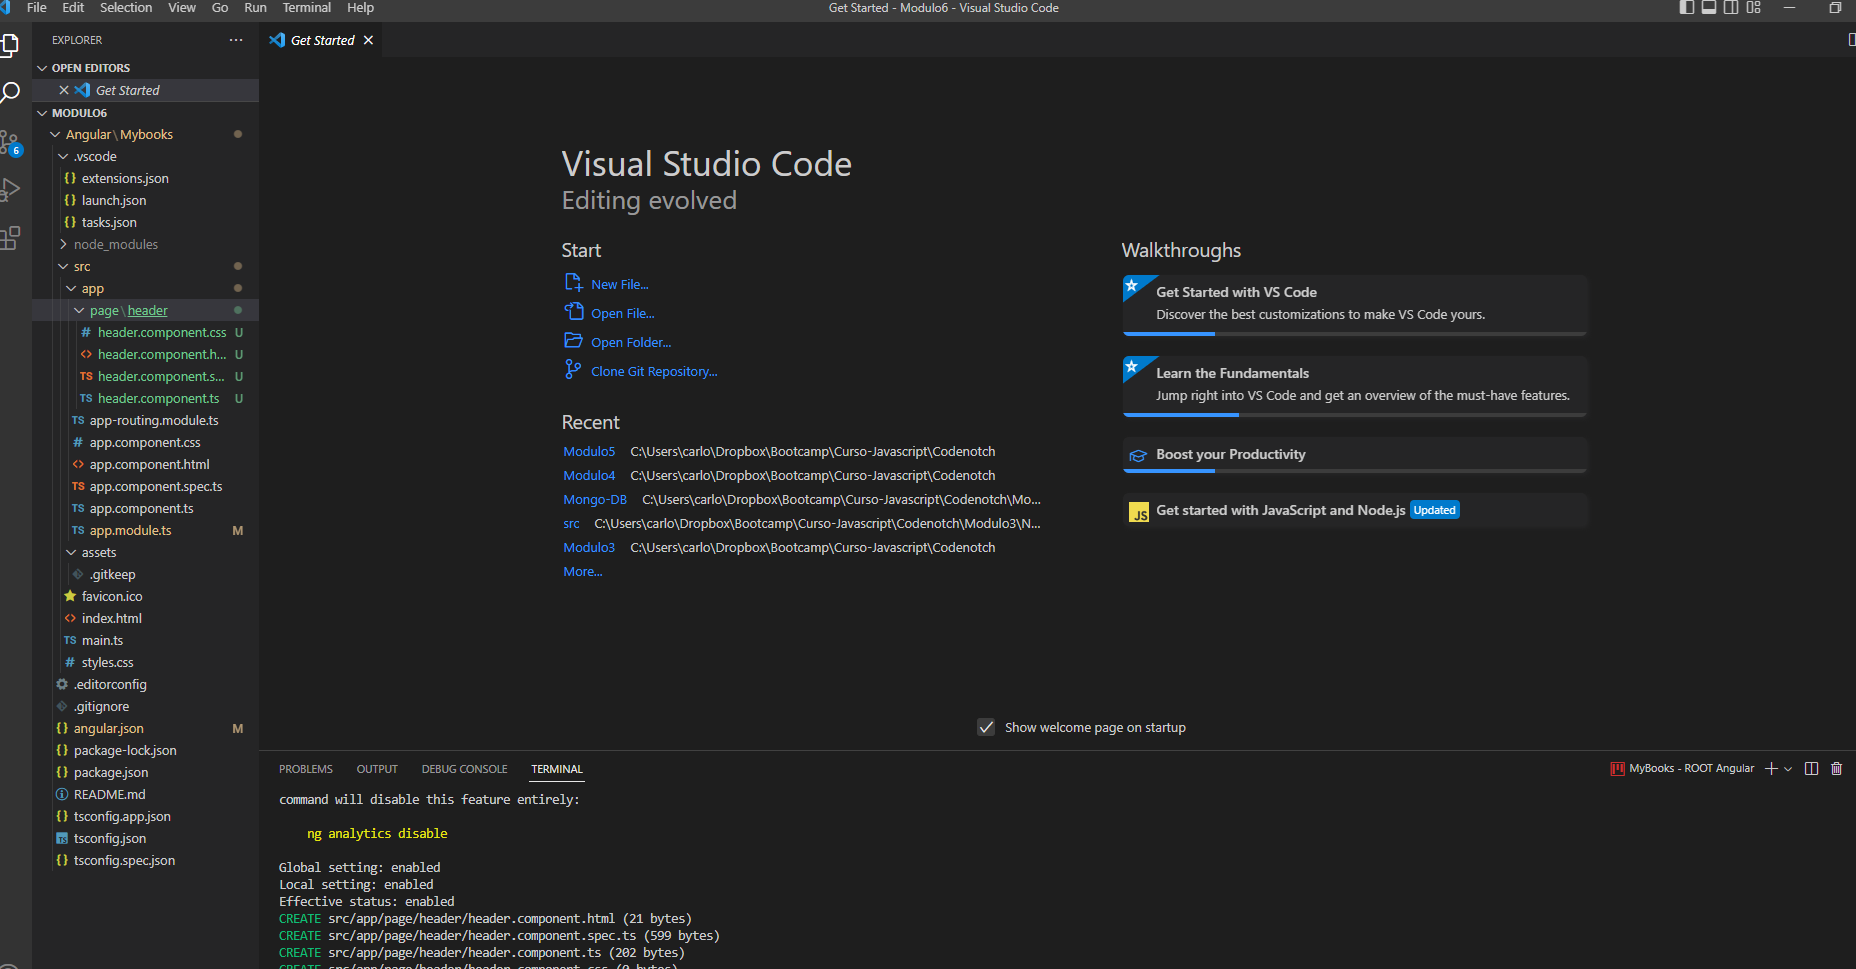 File Edit Selection View Go Run Terminal Help
Get Started - Modulo6 - Visual Studio Code
EXPLORER
Get Started
OPEN EDITORS
Get Started
MODULO6
Angular\Mybooks
.vscode
extensions.json
launch.json
tasks.json
node_modules
src
app
page\header
header.component.css U
header.component.h... U
header.component.s... U
header.component.ts U
app-routing.module.ts
app.component.css
app.component.html
app.component.spec.ts
app.component.ts
app.module.ts M
assets
.gitkeep
favicon.ico
index.html
main.ts
styles.css
.editorconfig
.gitignore
angular.json M
package-lock.json
package.json
README.md
tsconfig.app.json
tsconfig.json
tsconfig.spec.json
6
Visual Studio Code
Editing evolved
Start
New File...
Open File...
Open Folder...
Clone Git Repository...
Recent
Modulo5 C:\Users\carlo\Dropbox\Bootcamp\Curso-Javascript\Codenotch
Modulo4 C:\Users\carlo\Dropbox\Bootcamp\Curso-Javascript\Codenotch
Mongo-DB C:\Users\carlo\Dropbox\Bootcamp\Curso-Javascript\Codenotch\Mo...
src C:\Users\carlo\Dropbox\Bootcamp\Curso-Javascript\Codenotch\Modulo3\N...
Modulo3 C:\Users\carlo\Dropbox\Bootcamp\Curso-Javascript\Codenotch
More...
Walkthroughs
Get Started with VS Code
Discover the best customizations to make VS Code yours.
Learn the Fundamentals
Jump right into VS Code and get an overview of the must-have features.
Boost your Productivity
JS Get started with JavaScript and Node.js Updated
Show welcome page on startup
PROBLEMS OUTPUT DEBUG CONSOLE TERMINAL
MyBooks - ROOT Angular
command will disable this feature entirely:
ng analytics disable
Global setting: enabled
Local setting: enabled
Effective status: enabled
CREATE src/app/page/header/header.component.html (21 bytes)
CREATE src/app/page/header/header.component.spec.ts (599 bytes)
CREATE src/app/page/header/header.component.ts (202 bytes)
CREATE src/app/page/header/header.component.css (0 bytes)